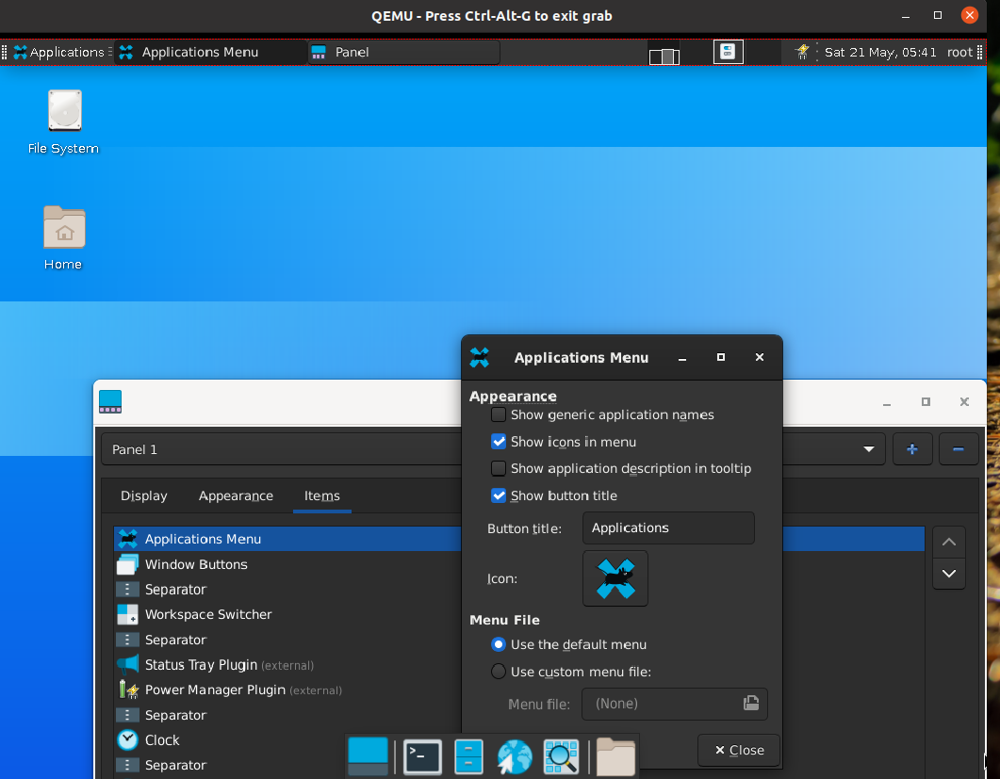 QEMU - Press Ctrl-Alt-G to exit grab
Applications
Applications Menu
Panel
Sat 21 May, 05:41
root
File System
Home
Applications Menu
Appearance
Show generic application names
Show icons in menu
Show application description in tooltip
Show button title
Button title: Applications
Icon:
Menu File
Use the default menu
Use custom menu file:
Menu file: (None)
Close
Panel 1
Display
Appearance
Items
Applications Menu
Window Buttons
Separator
Workspace Switcher
Separator
Status Tray Plugin (external)
Power Manager Plugin (external)
Separator
Clock
Separator